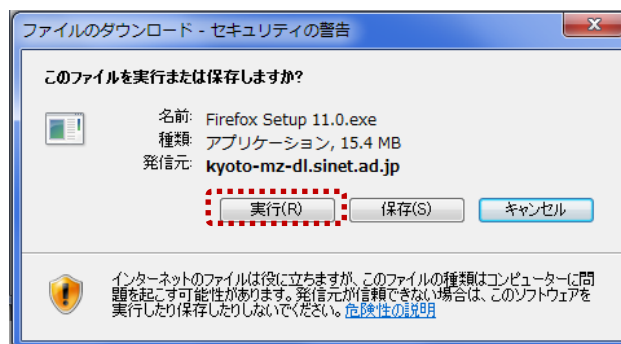 ファイルのダウンロード - セキュリティの警告
このファイルを実行または保存しますか?
名前: Firefox Setup 11.0.exe
種類: アプリケーション, 15.4 MB
発信元: kyoto-mz-dl.sinet.ad.jp
実行(R) 保存(S) キャンセル
インターネットのファイルは役に立ちますが、このファイルの種類はコンピューターに問
題を起こす可能性があります。発信元が信頼できない場合は、このソフトウェアを
実行したり保存したりしないでください。危険性の説明